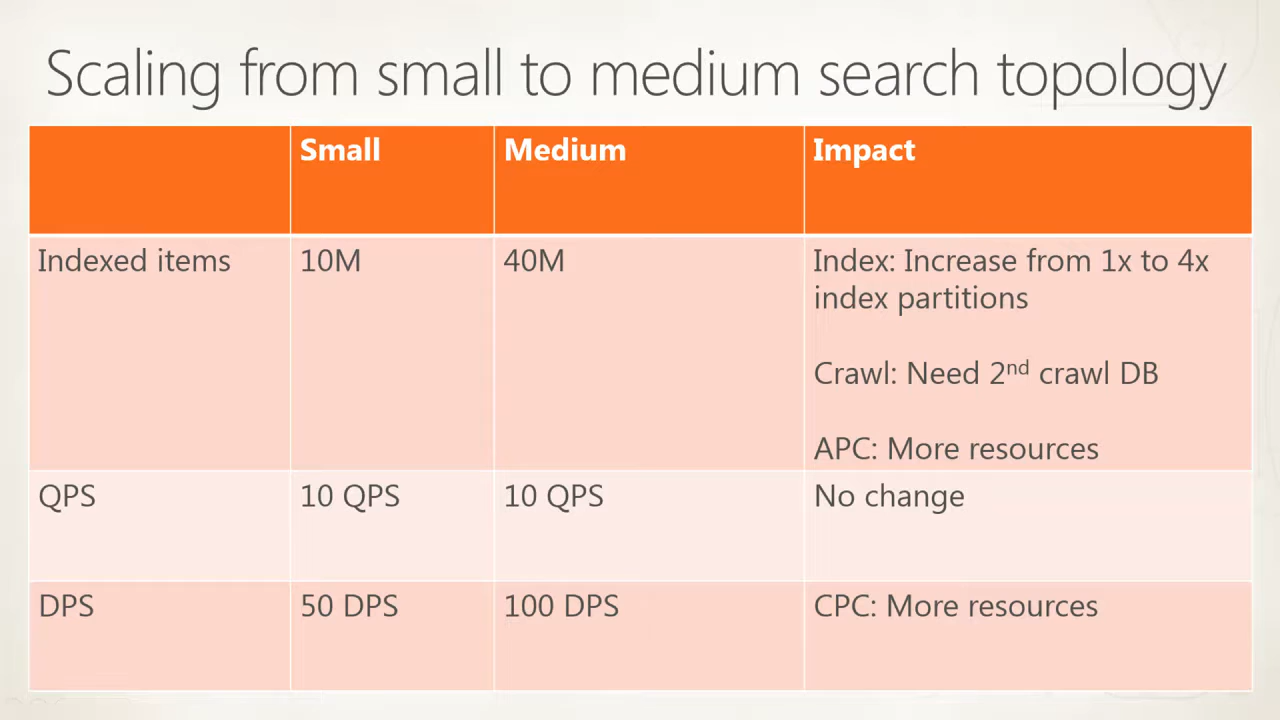 Scaling from small to medium search topology
Small Medium Impact
Indexed items 10M 40M Index: Increase from 1x to 4x
index partitions
Crawl: Need 2nd crawl DB
APC: More resources
QPS 10 QPS 10 QPS No change
DPS 50 DPS 100 DPS CPC: More resources